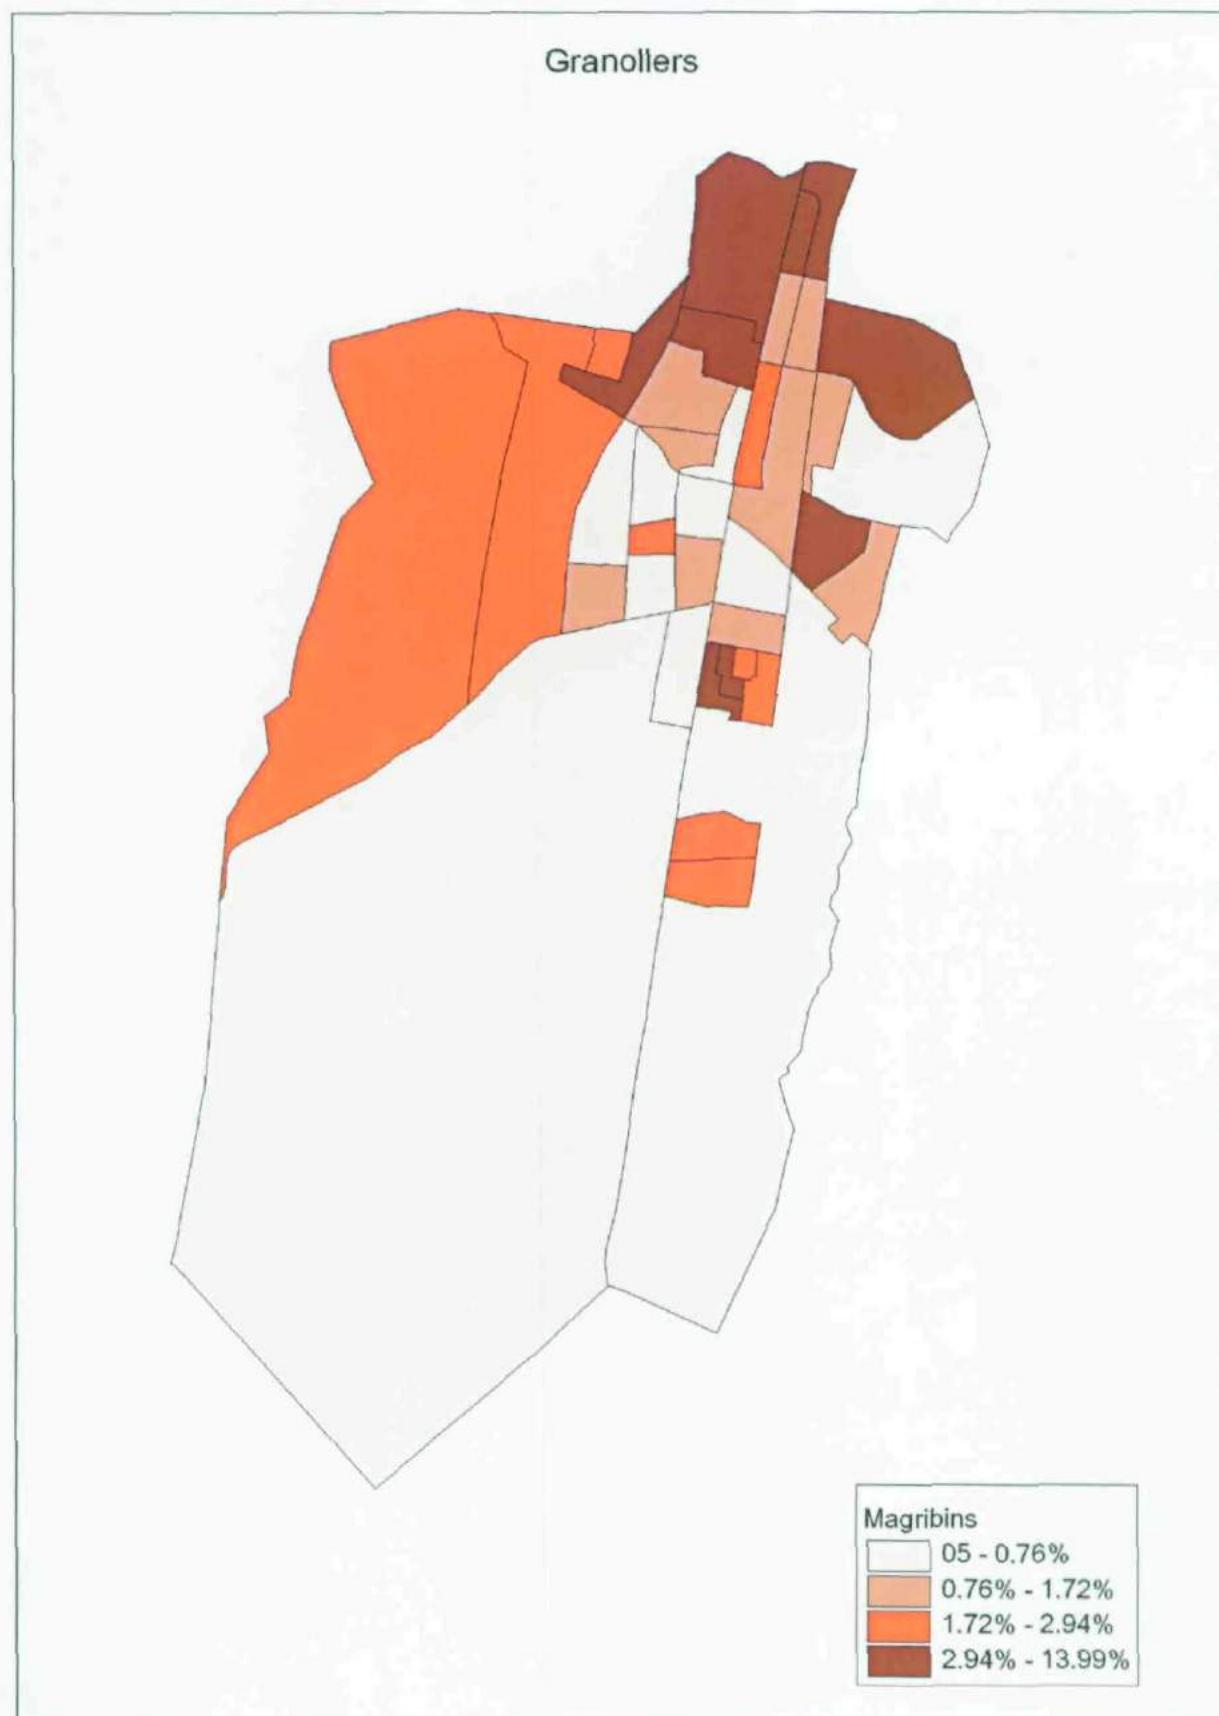 Granollers
Magribins
05 - 0.76%
0.76% - 1.72%
1.72% - 2.94%
2.94% - 13.99%